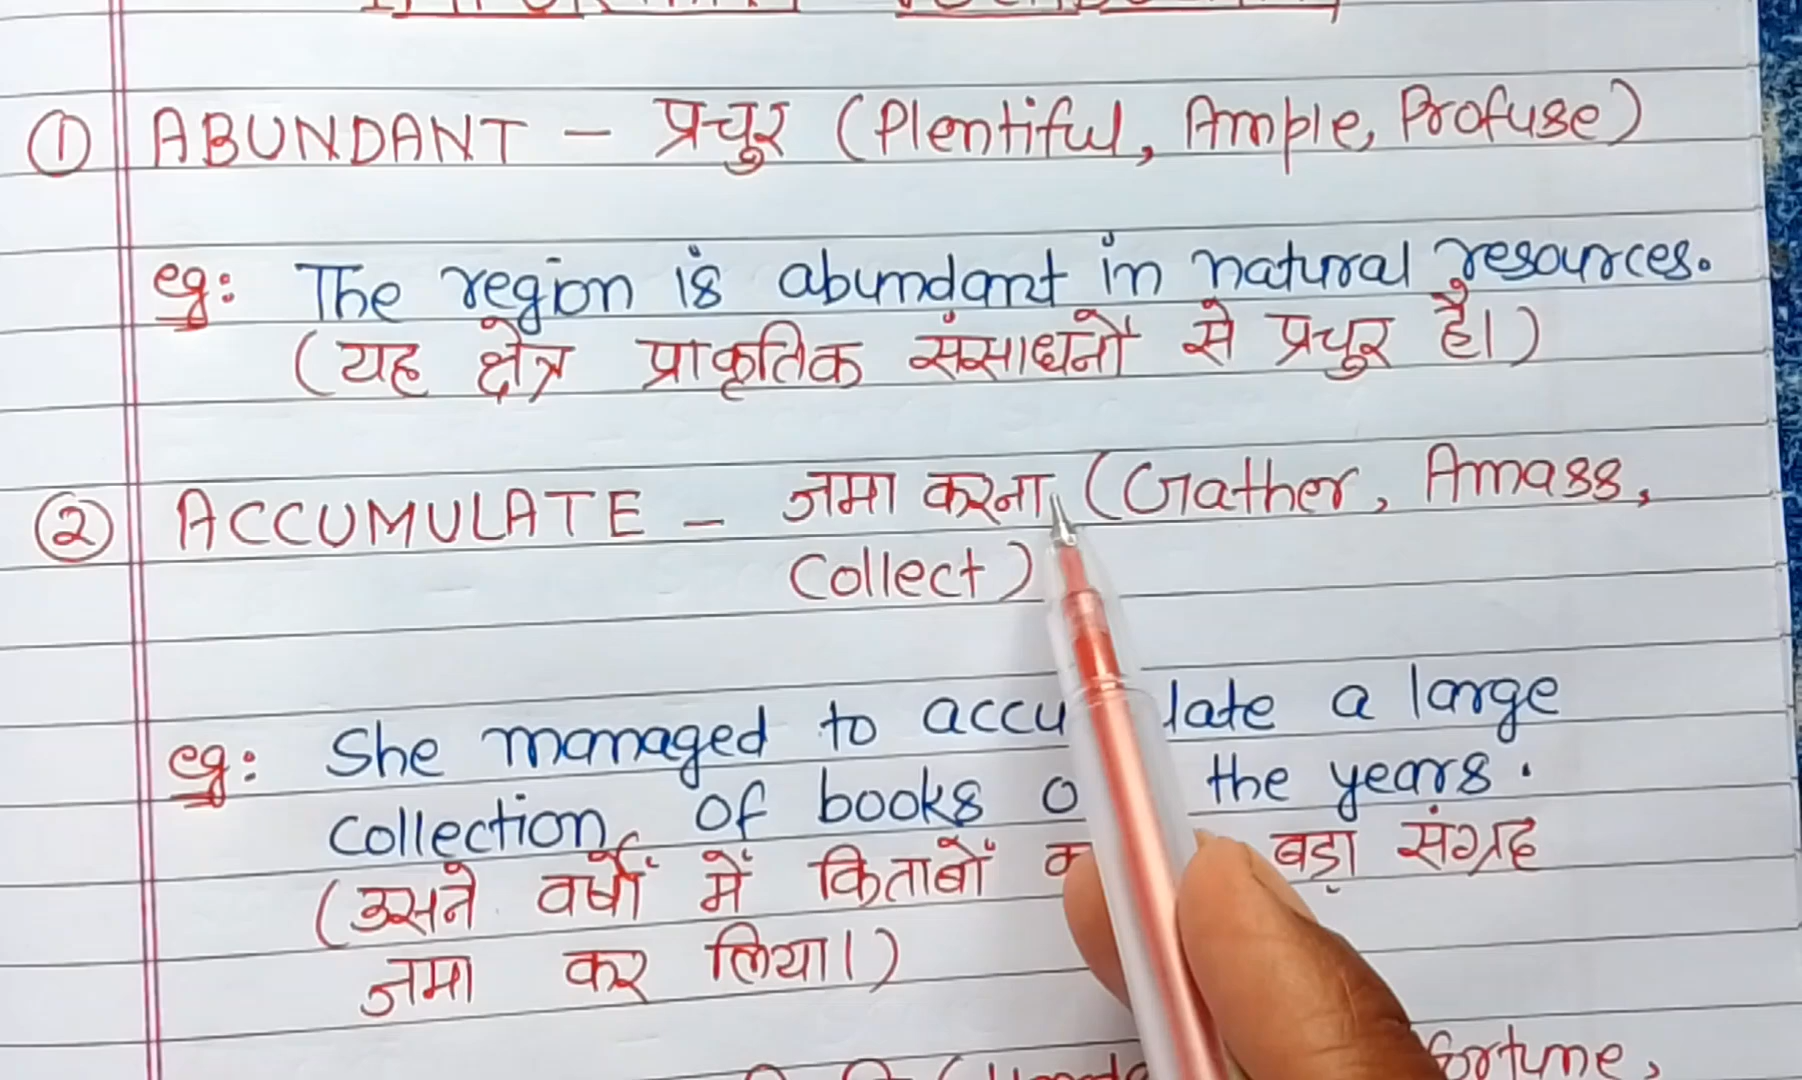 ① ABUNDANT - प्रचुर (Plentiful, Ample, Profuse)
eg: The region is abundant in natural resources.
(यह क्षेत्र प्राकृतिक संसाधनों से प्रचुर है।)
② ACCUMULATE - जमा करना (Gather, Amass,
Collect)
eg: She managed to accu late a large
collection of books the years.
(उसने वर्षों में किताबों बड़ा संग्रह
जमा कर लिया।)
fortune,